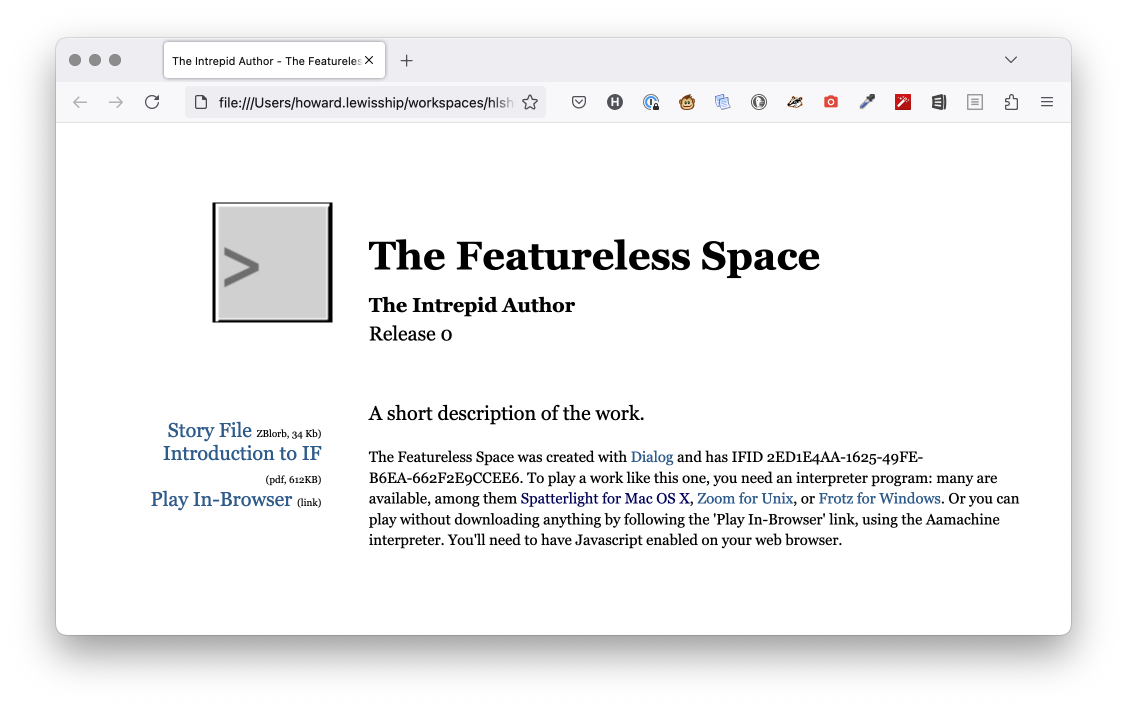 The Intrepid Author - The Featureles
file:///Users/howard.lewisship/workspaces/hlsh
>
The Featureless Space
The Intrepid Author
Release 0
A short description of the work.
Story File ZBlorb, 34 Kb)
Introduction to IF
(pdf, 612KB)
Play In-Browser (link)
The Featureless Space was created with Dialog and has IFID 2ED1E4AA-1625-49FE-
B6EA-662F2E9CCEE6. To play a work like this one, you need an interpreter program: many are
available, among them Spatterlight for Mac OS X, Zoom for Unix, or Frotz for Windows. Or you can
play without downloading anything by following the 'Play In-Browser' link, using the Aamachine
interpreter. You'll need to have Javascript enabled on your web browser.